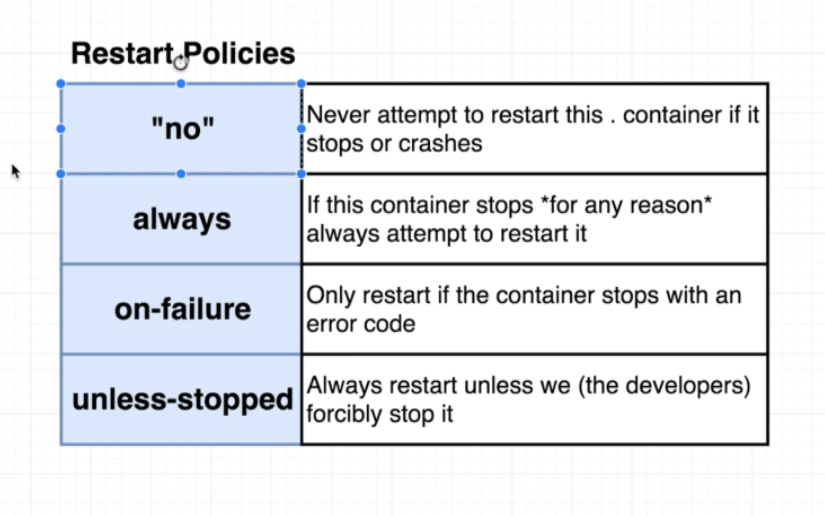 Restart Policies
"no"
Never attempt to restart this . container if it
stops or crashes
always
If this container stops *for any reason*
always attempt to restart it
on-failure
Only restart if the container stops with an
error code
unless-stopped
Always restart unless we (the developers)
forcibly stop it